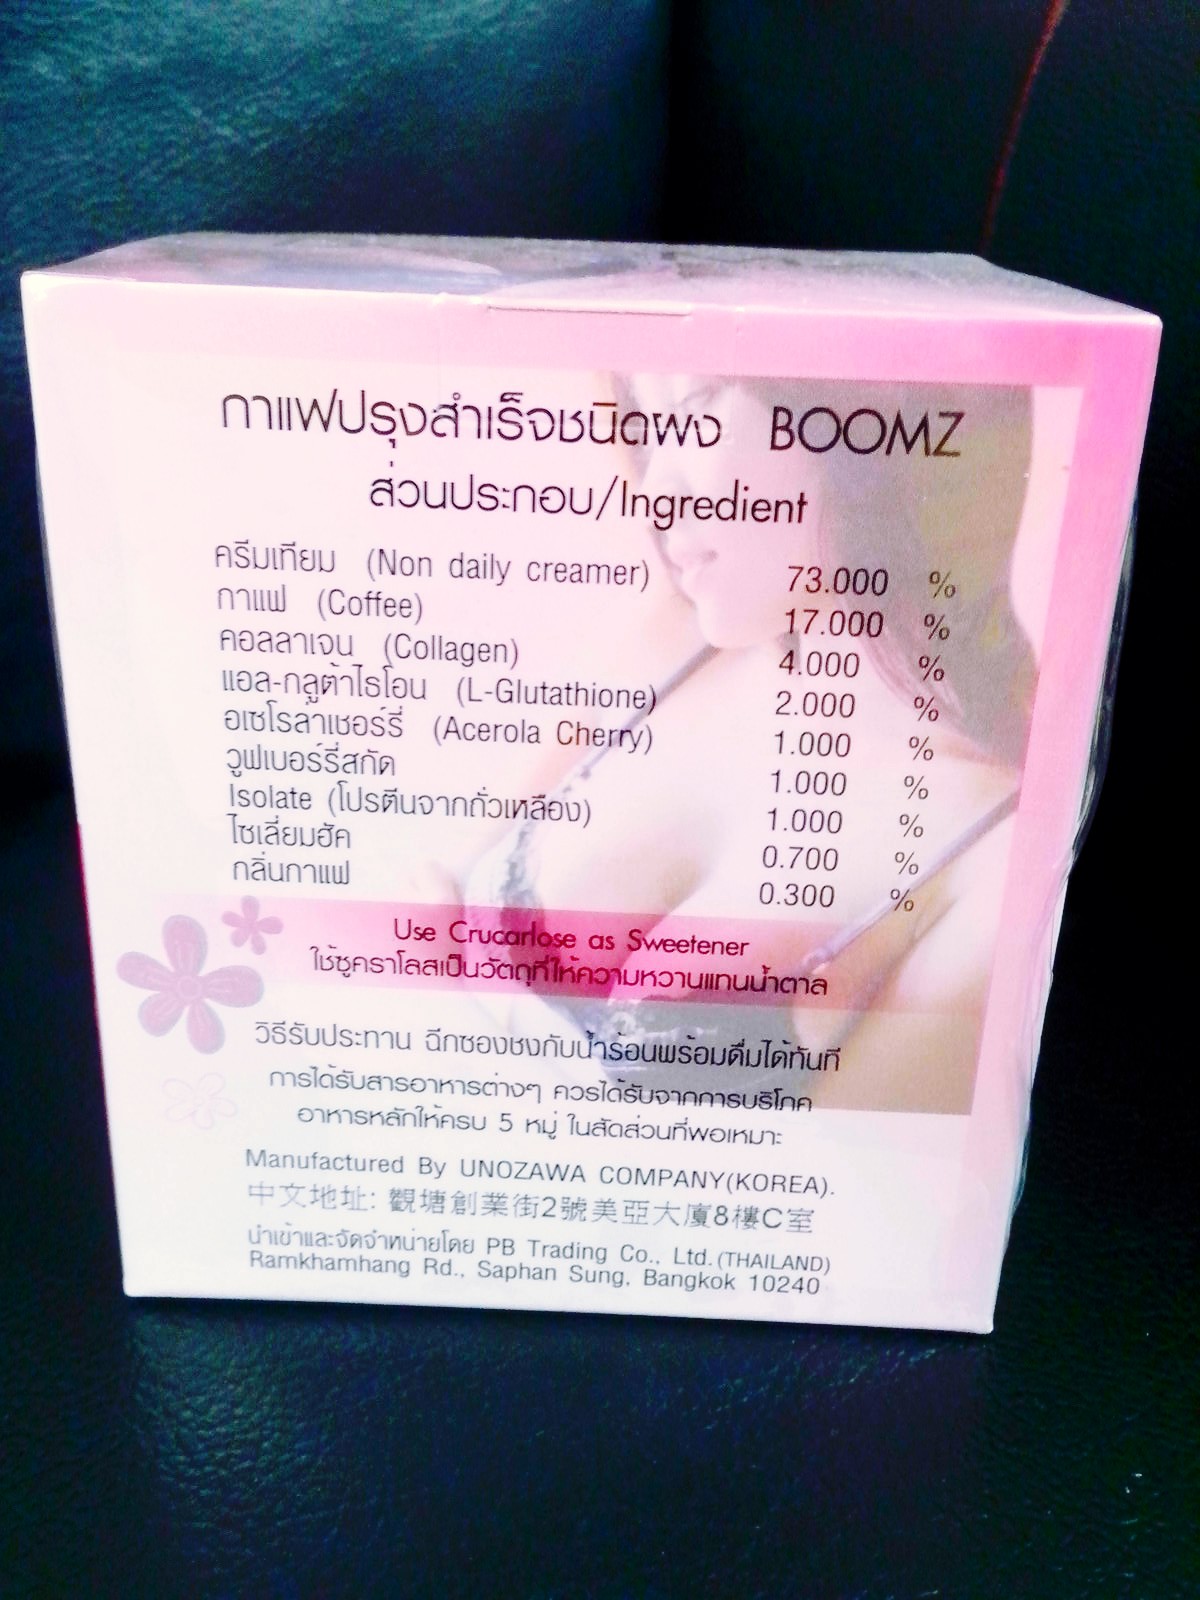 กาแฟปรุงสำเร็จชนิดผง BOOMZ
ส่วนประกอบ/Ingredient
ครีมเทียม (Non daily creamer) 73.000 %
กาแฟ (Coffee) 17.000 %
คอลลาเจน (Collagen) 4.000 %
แอล-กลูต้าไธโอน (L-Glutathione) 2.000 %
อเซโรล่าเชอร์รี่ (Acerola Cherry) 1.000 %
วูฟเบอร์รี่สกัด 1.000 %
Isolate (โปรตีนจากถั่วเหลือง) 1.000 %
ไซเลี่ยมฮัค 0.700 %
กลิ่นกาแฟ 0.300 %
Use Crucarlose as Sweetener
ใช้ซูคราโลสเป็นวัตถุที่ให้ความหวานแทนน้ำตาล
วิธีรับประทาน ฉีกซองชงกับน้ำร้อนพร้อมดื่มได้ทันที
การได้รับสารอาหารต่างๆ ควรได้รับจากการบริโภค
อาหารหลักให้ครบ 5 หมู่ ในสัดส่วนที่พอเหมาะ
Manufactured By UNOZAWA COMPANY(KOREA).
中文地址: 觀塘創業街2號美亞大廈8樓C室
นำเข้าและจัดจำหน่ายโดย PB Trading Co., Ltd.(THAILAND)
Ramkhamhang Rd., Saphan Sung, Bangkok 10240